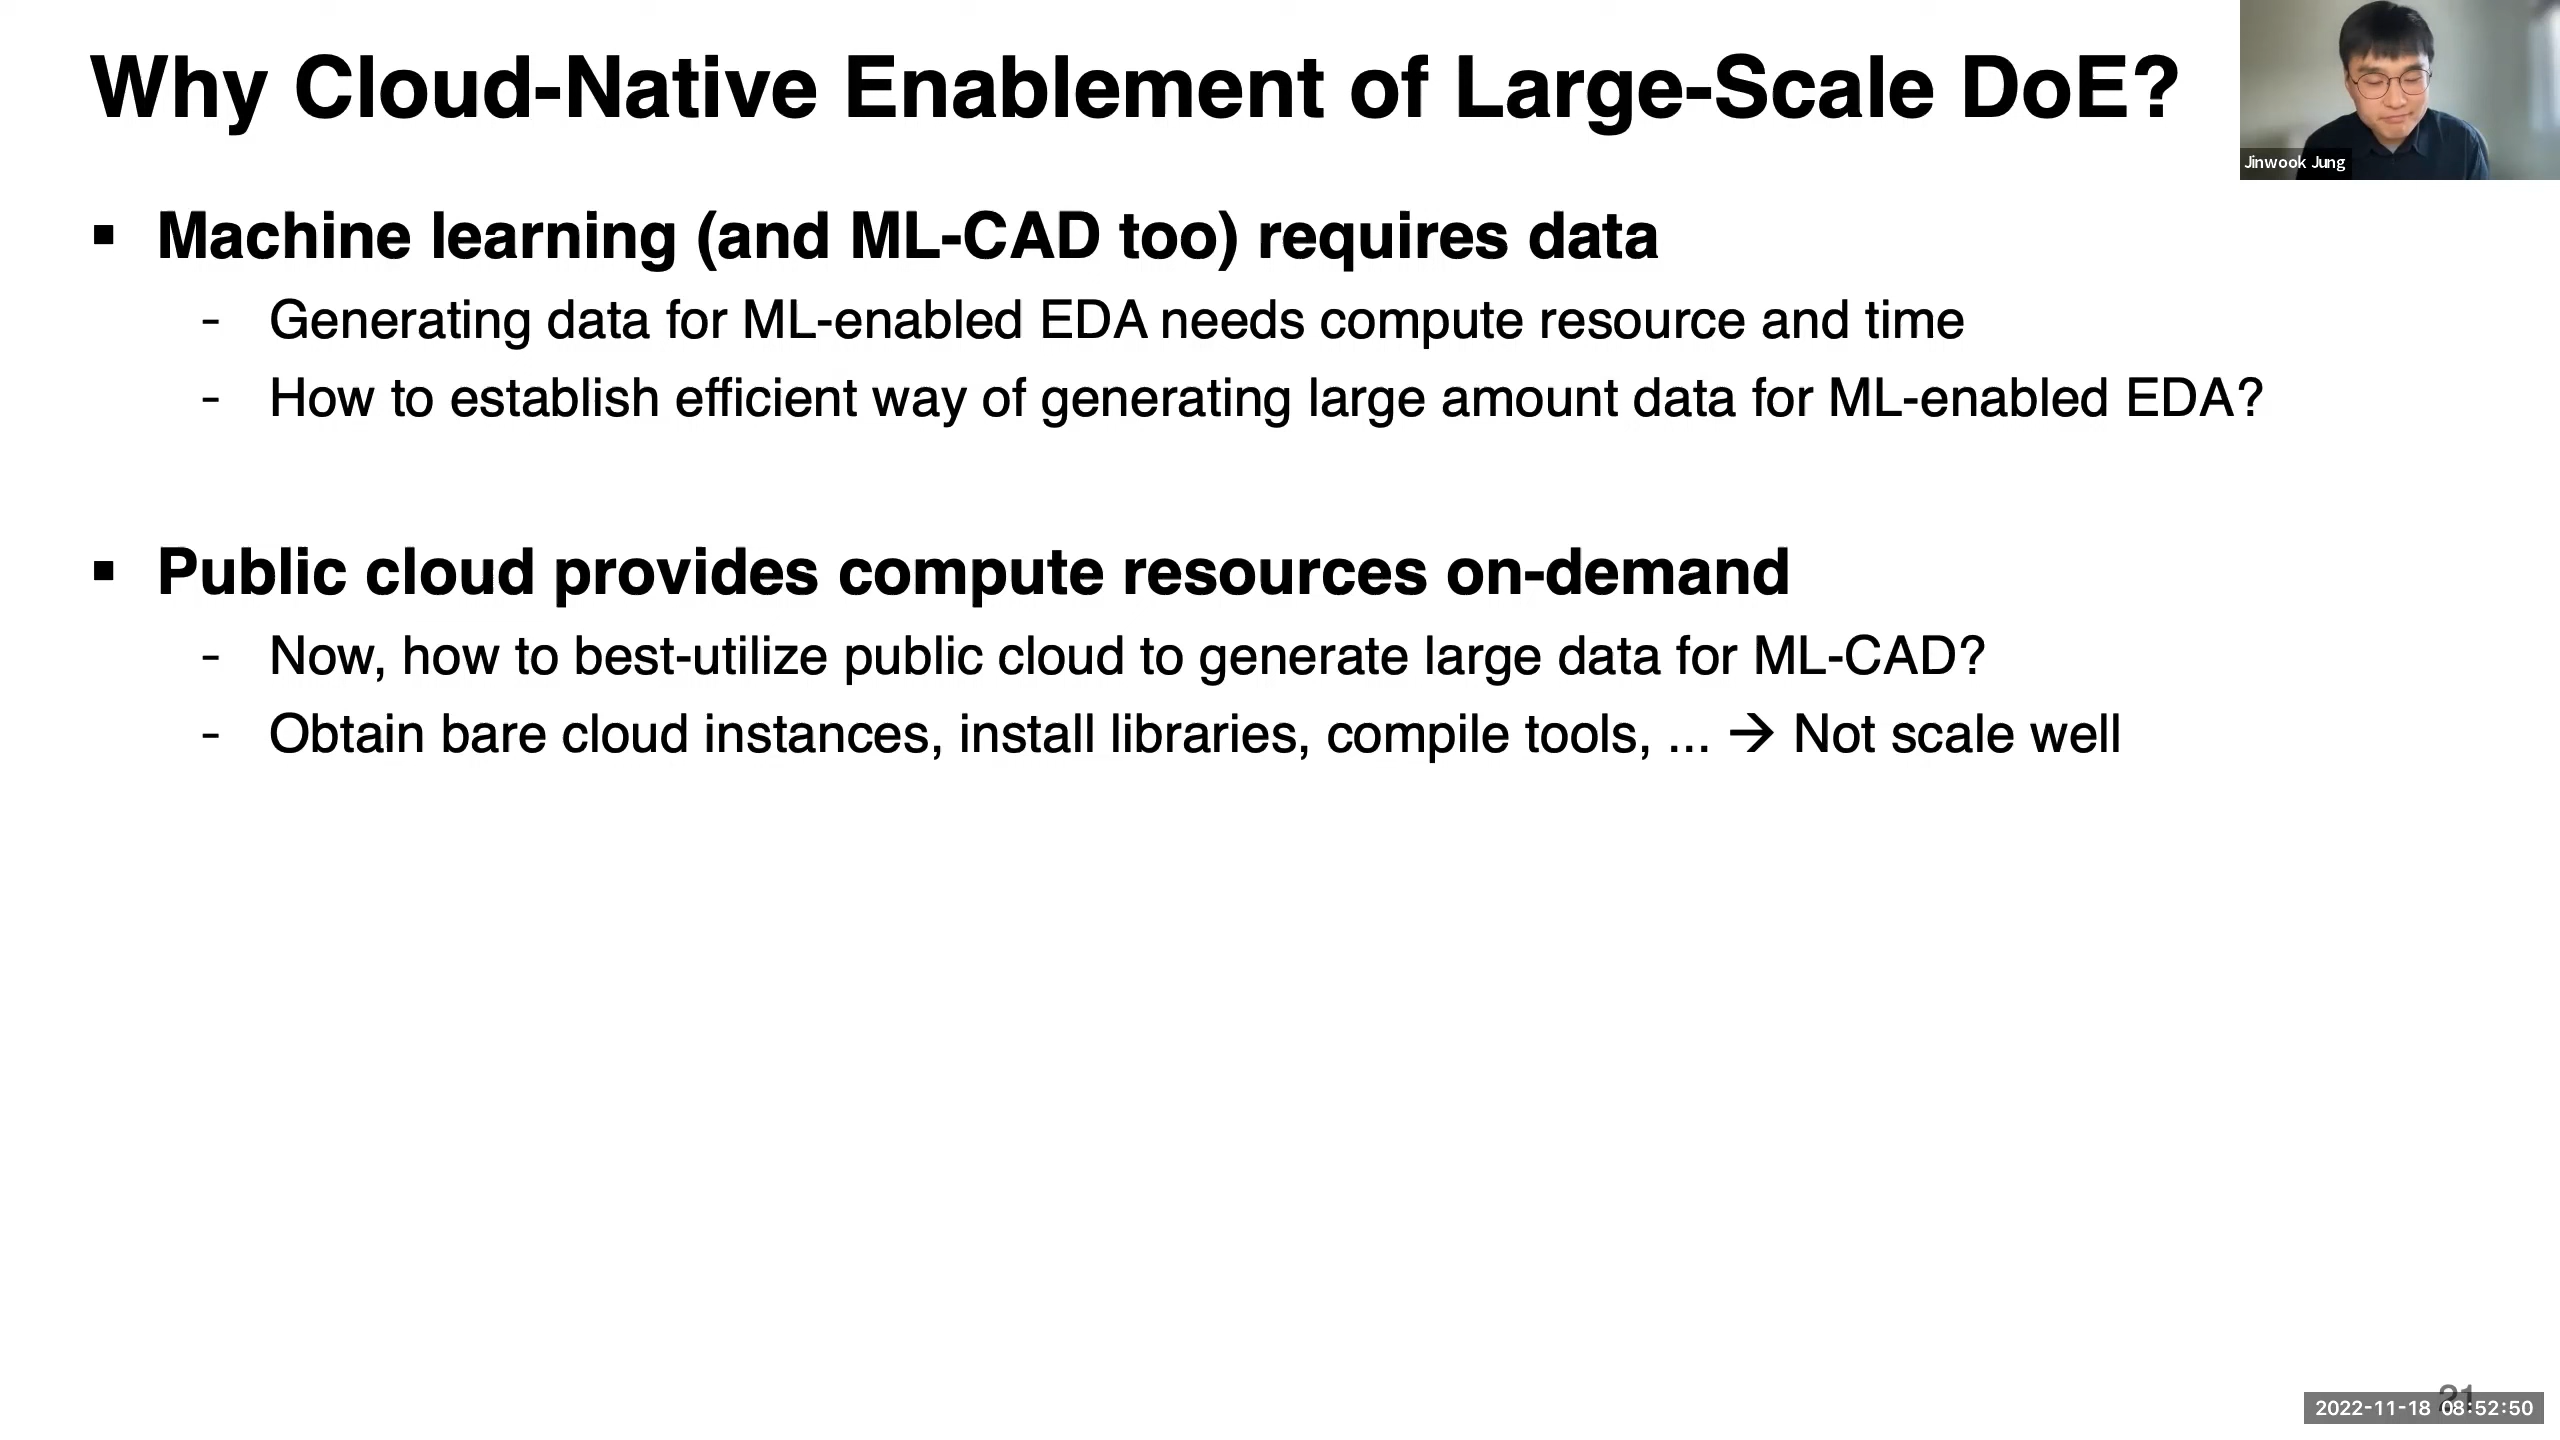 Why Cloud-Native Enablement of Large-Scale DoE?
Jinwook Jung
▪ Machine learning (and ML-CAD too) requires data
- Generating data for ML-enabled EDA needs compute resource and time
- How to establish efficient way of generating large amount data for ML-enabled EDA?
▪ Public cloud provides compute resources on-demand
- Now, how to best-utilize public cloud to generate large data for ML-CAD?
- Obtain bare cloud instances, install libraries, compile tools, ... → Not scale well
21
2022-11-18 08:52:50